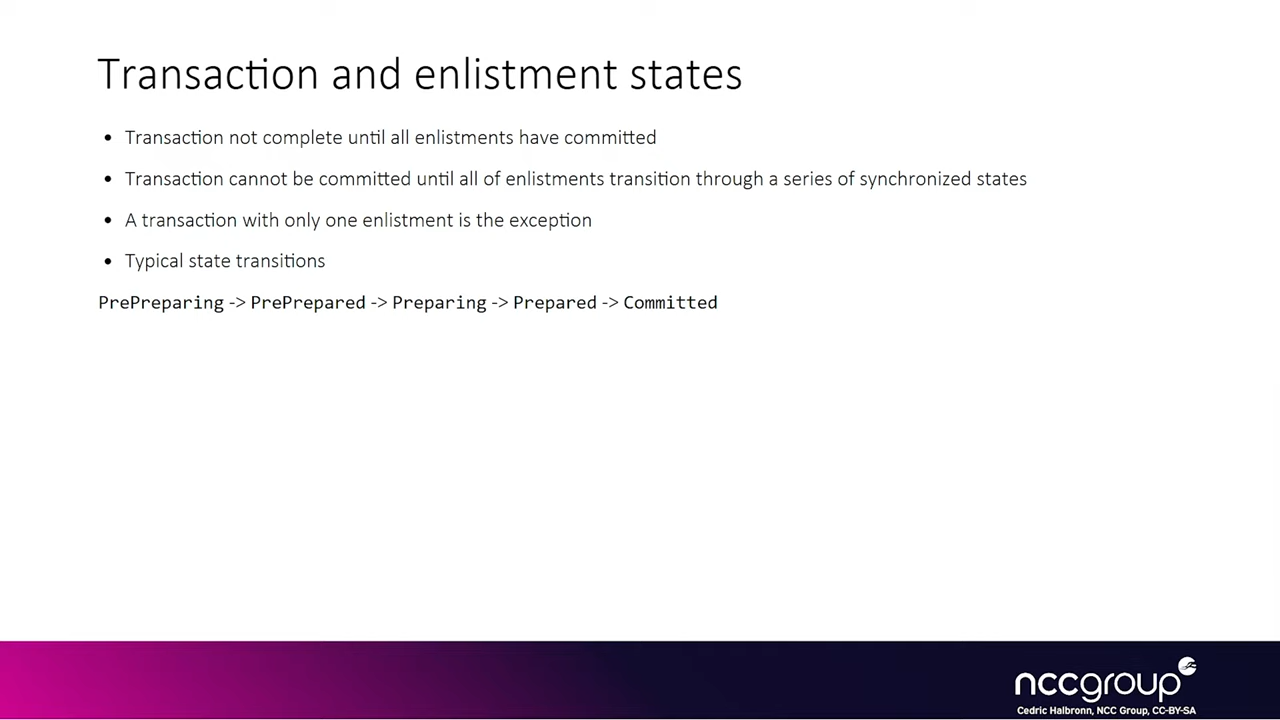 Transaction and enlistment states
• Transaction not complete until all enlistments have committed
• Transaction cannot be committed until all of enlistments transition through a series of synchronized states
• A transaction with only one enlistment is the exception
• Typical state transitions
PrePreparing -> PrePrepared -> Preparing -> Prepared -> Committed
nccgroup
Cedric Halbronn, NCC Group, CC-BY-SA